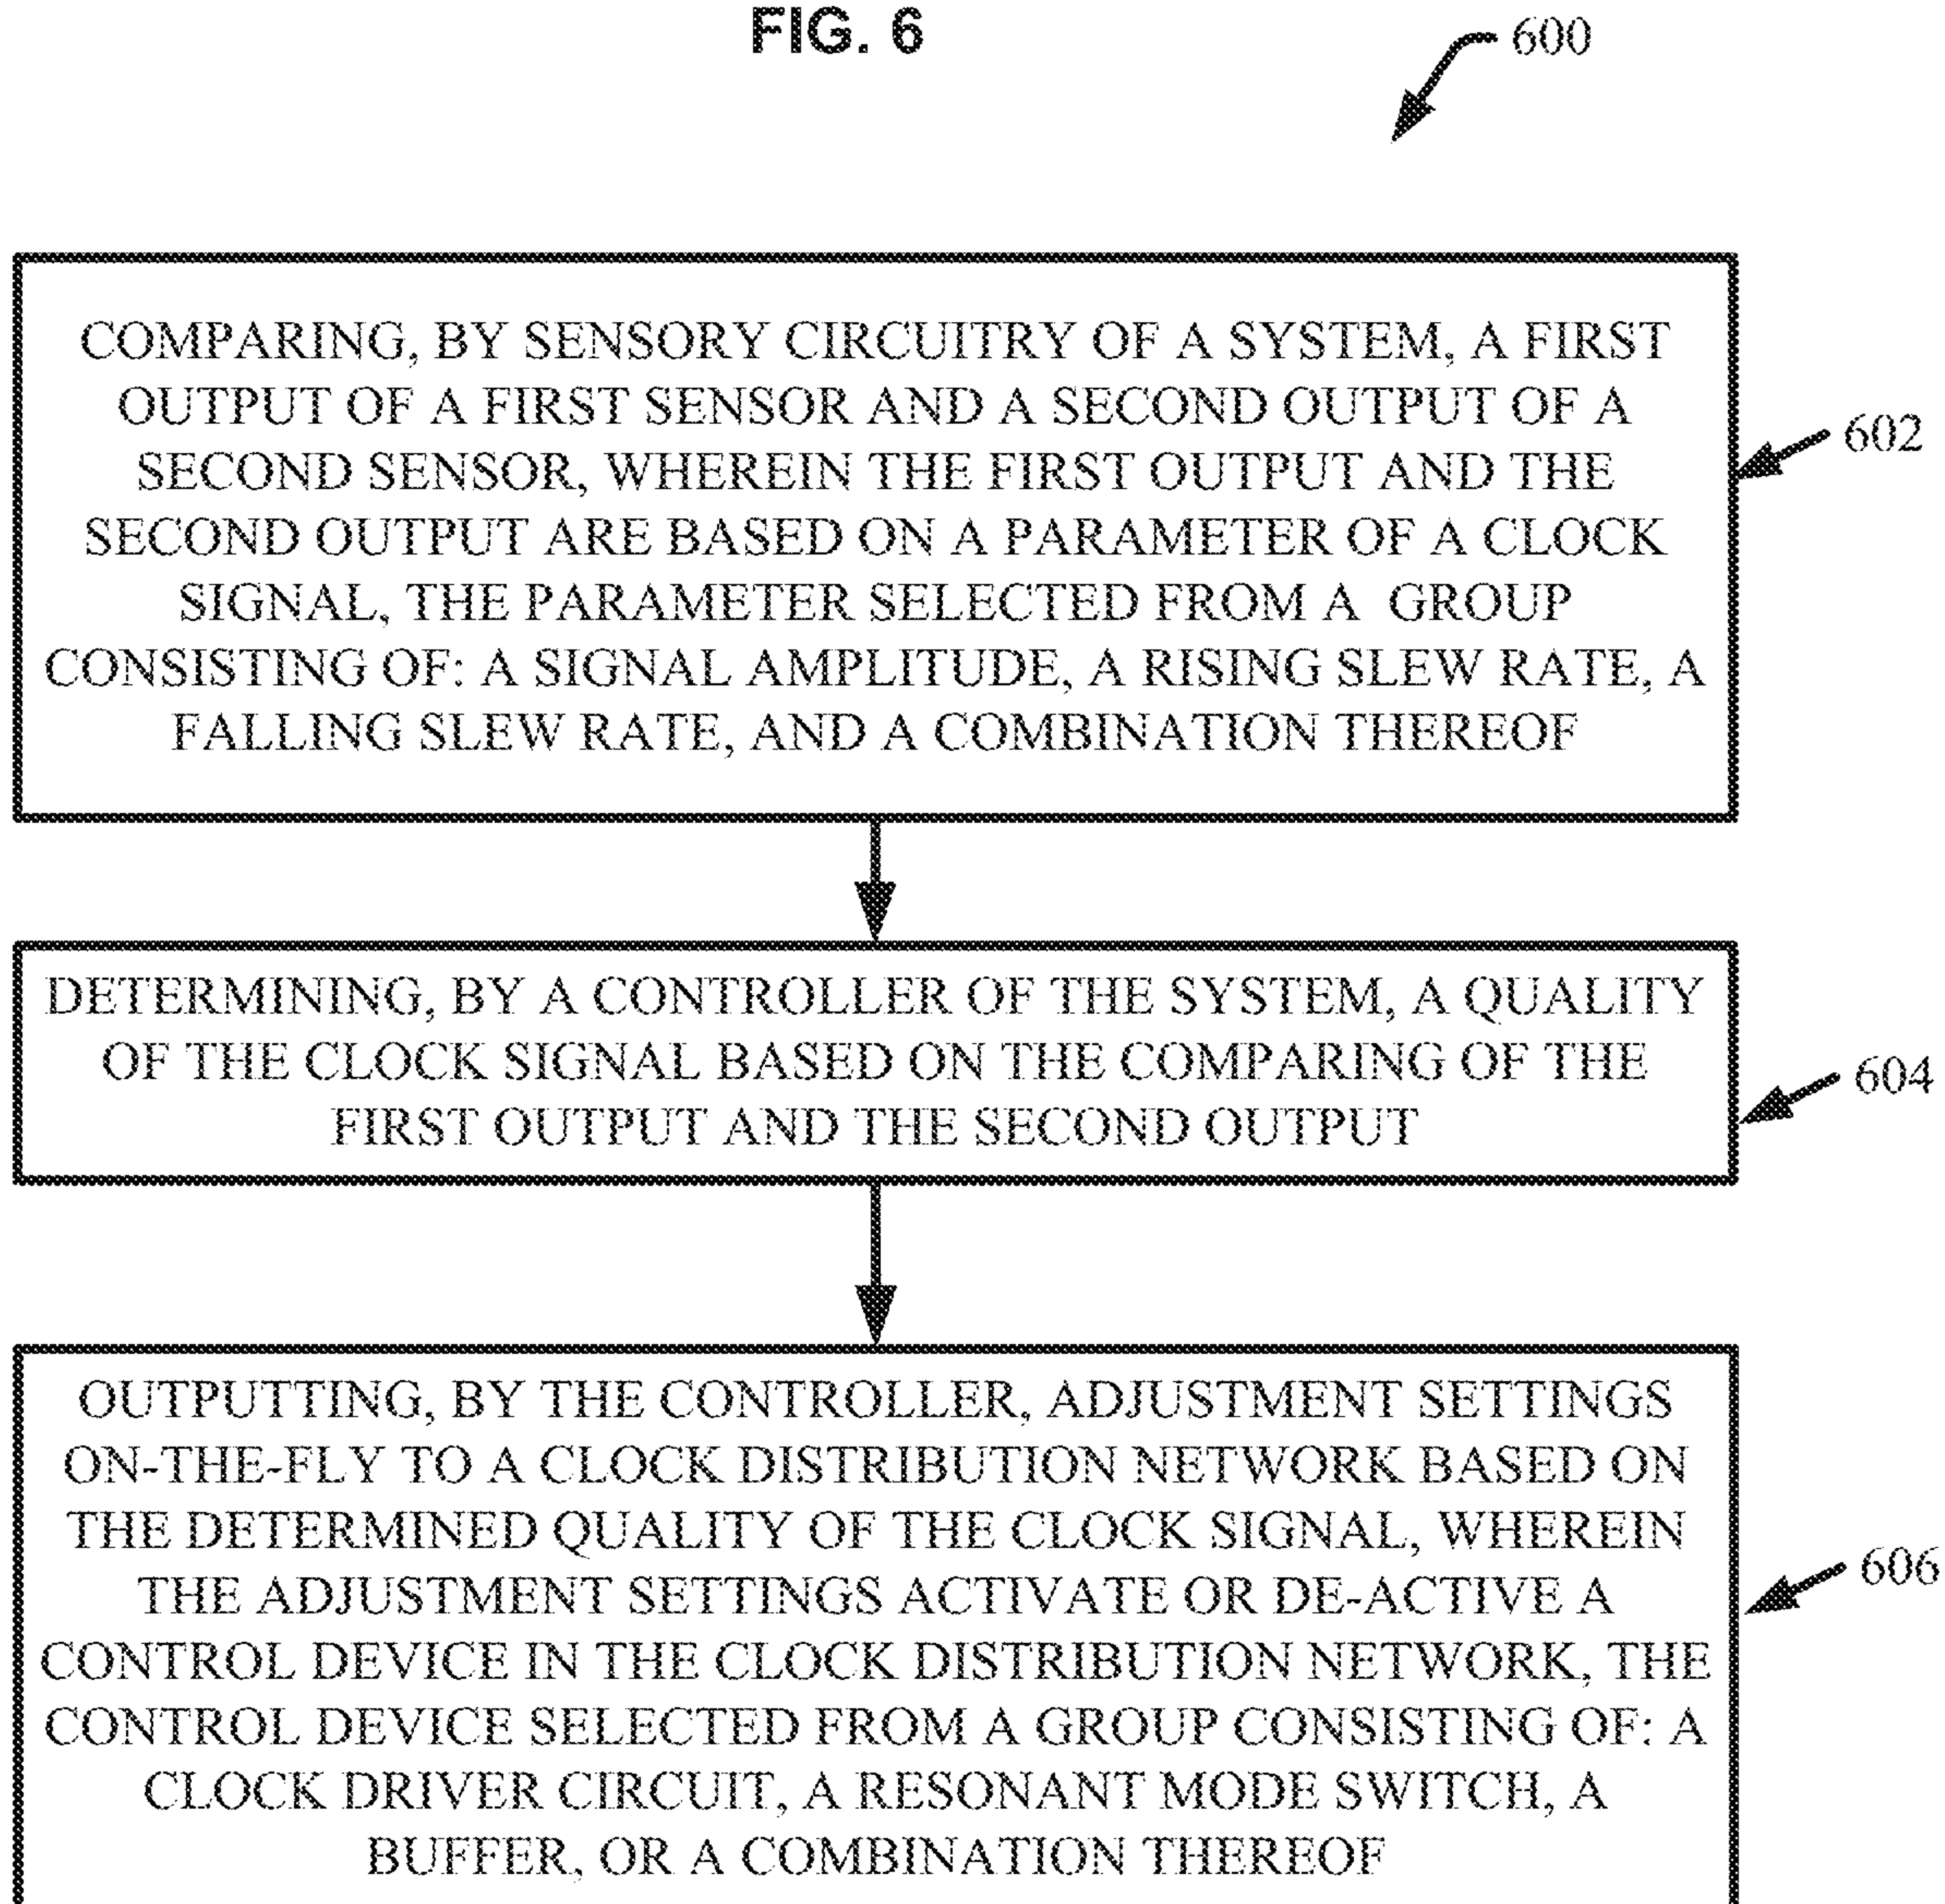 FIG. 6
600
COMPARING, BY SENSORY CIRCUITRY OF A SYSTEM, A FIRST
OUTPUT OF A FIRST SENSOR AND A SECOND OUTPUT OF A
SECOND SENSOR, WHEREIN THE FIRST OUTPUT AND THE
SECOND OUTPUT ARE BASED ON A PARAMETER OF A CLOCK
SIGNAL, THE PARAMETER SELECTED FROM A GROUP
CONSISTING OF: A SIGNAL AMPLITUDE, A RISING SLEW RATE, A
FALLING SLEW RATE, AND A COMBINATION THEREOF
602
DETERMINING, BY A CONTROLLER OF THE SYSTEM, A QUALITY
OF THE CLOCK SIGNAL BASED ON THE COMPARING OF THE
FIRST OUTPUT AND THE SECOND OUTPUT
604
OUTPUTTING, BY THE CONTROLLER, ADJUSTMENT SETTINGS
ON-THE-FLY TO A CLOCK DISTRIBUTION NETWORK BASED ON
THE DETERMINED QUALITY OF THE CLOCK SIGNAL, WHEREIN
THE ADJUSTMENT SETTINGS ACTIVATE OR DE-ACTIVE A
CONTROL DEVICE IN THE CLOCK DISTRIBUTION NETWORK, THE
CONTROL DEVICE SELECTED FROM A GROUP CONSISTING OF: A
CLOCK DRIVER CIRCUIT, A RESONANT MODE SWITCH, A
BUFFER, OR A COMBINATION THEREOF
606